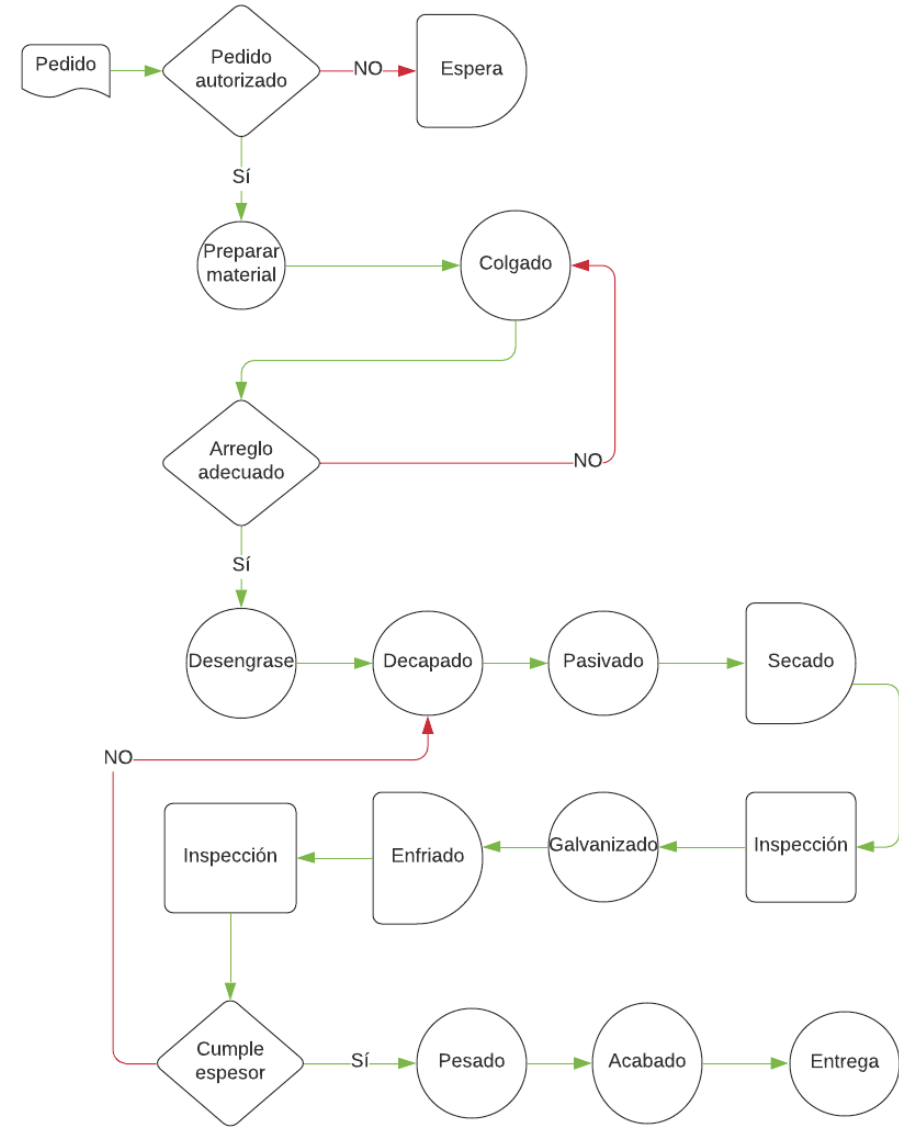 Pedido
Pedido
autorizado
NO
Espera
Sí
Preparar
material
Colgado
Arreglo
adecuado
NO
Sí
Desengrase
Decapado
Pasivado
Secado
NO
Inspección
Enfriado
Galvanizado
Inspección
Cumple
espesor
Sí
Pesado
Acabado
Entrega